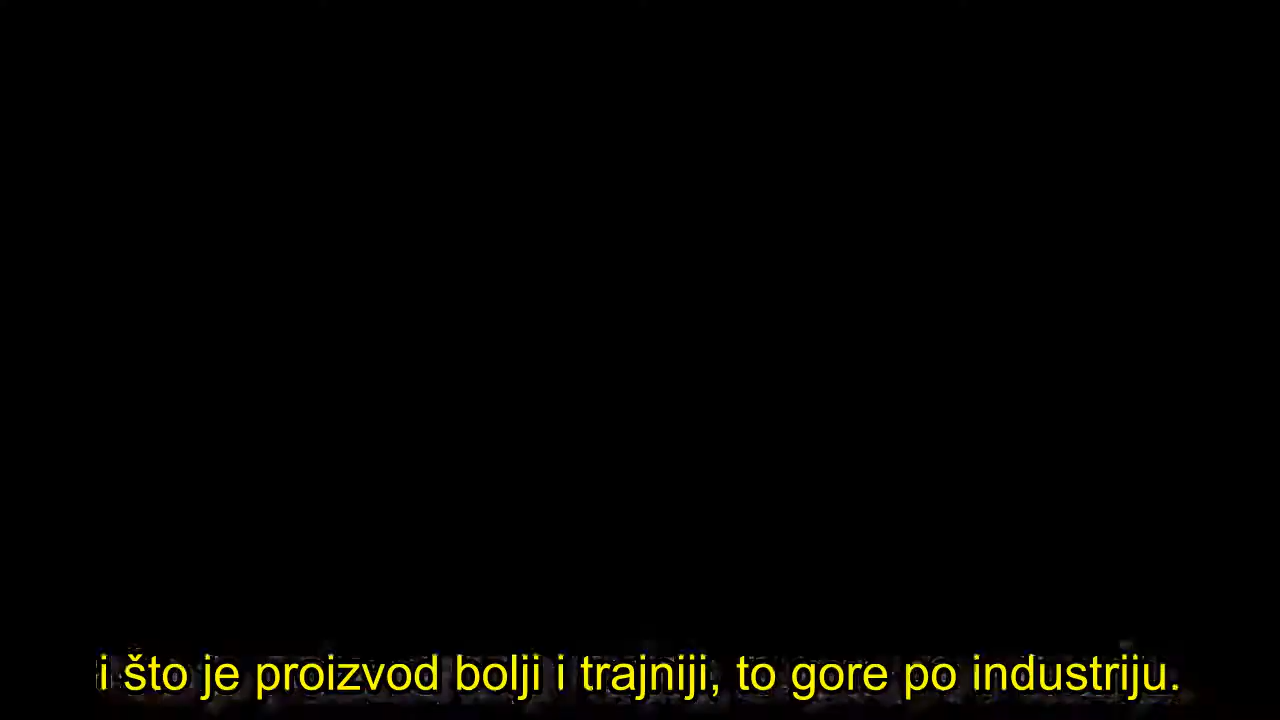 i što je proizvod bolji i trajniji, to gore po industriju.